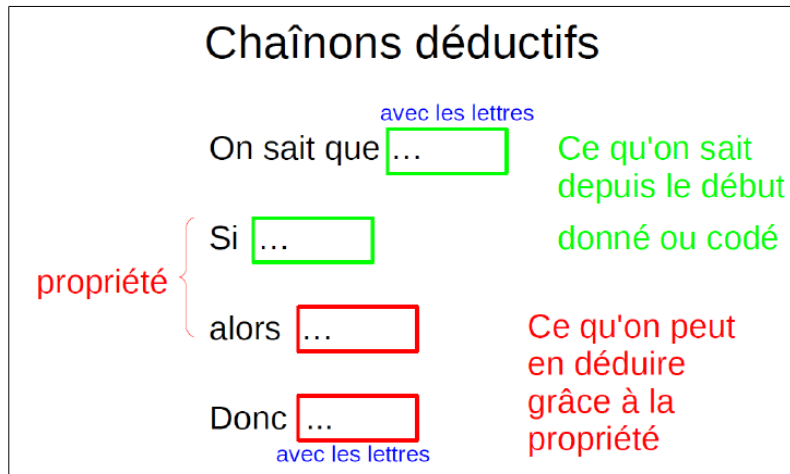 Chaînons déductifs
avec les lettres
On sait que ...
Ce qu'on sait
depuis le début
Si ...
donné ou codé
propriété
alors ...
Ce qu'on peut
en déduire
grâce à la
propriété
Donc ...
avec les lettres